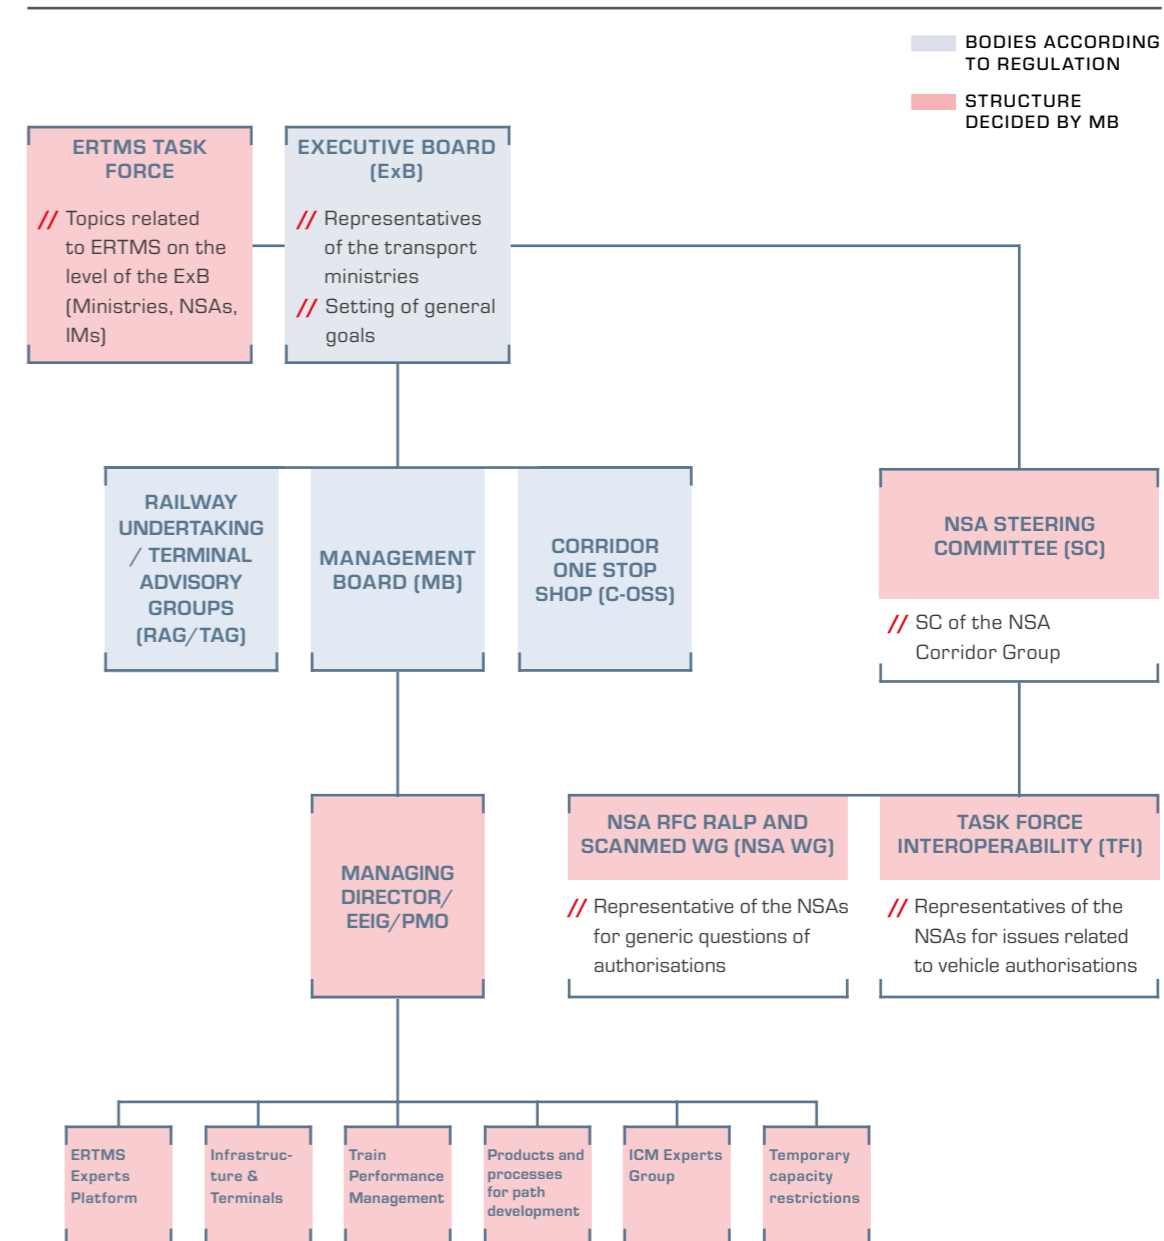 BODIES ACCORDING
TO REGULATION
STRUCTURE
DECIDED BY MB
ERTMS TASK
FORCE
// Topics related
to ERTMS on the
level of the ExB
(Ministries, NSAs,
IMs)
EXECUTIVE BOARD
(ExB)
// Representatives
of the transport
ministries
// Setting of general
goals
RAILWAY
UNDERTAKING
/ TERMINAL
ADVISORY
GROUPS
(RAG/TAG)
MANAGEMENT
BOARD (MB)
CORRIDOR
ONE STOP
SHOP (C-OSS)
NSA STEERING
COMMITTEE (SC)
// SC of the NSA
Corridor Group
MANAGING
DIRECTOR/
EEIG/PMO
NSA RFC RALP AND
SCANMED WG (NSA WG)
// Representative of the NSAs
for generic questions of
authorisations
TASK FORCE
INTEROPERABILITY (TFI)
// Representatives of the
NSAs for issues related
to vehicle authorisations
ERTMS
Experts
Platform
Infrastruc-
ture &
Terminals
Train
Performance
Management
Products and
processes
for path
development
ICM Experts
Group
Temporary
capacity
restrictions